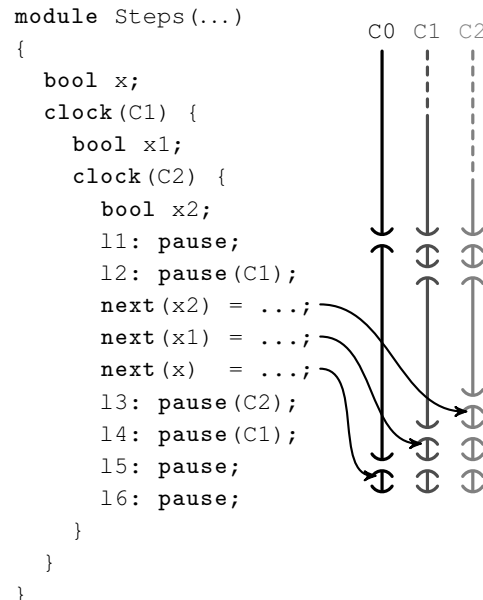 module Steps(...)
C0 C1 C2
{
bool x;
clock(C1) {
bool x1;
clock(C2) {
bool x2;
l1: pause;
l2: pause(C1);
next(x2) = ...;
next(x1) = ...;
next(x) = ...;
l3: pause(C2);
l4: pause(C1);
l5: pause;
l6: pause;
}
}
}